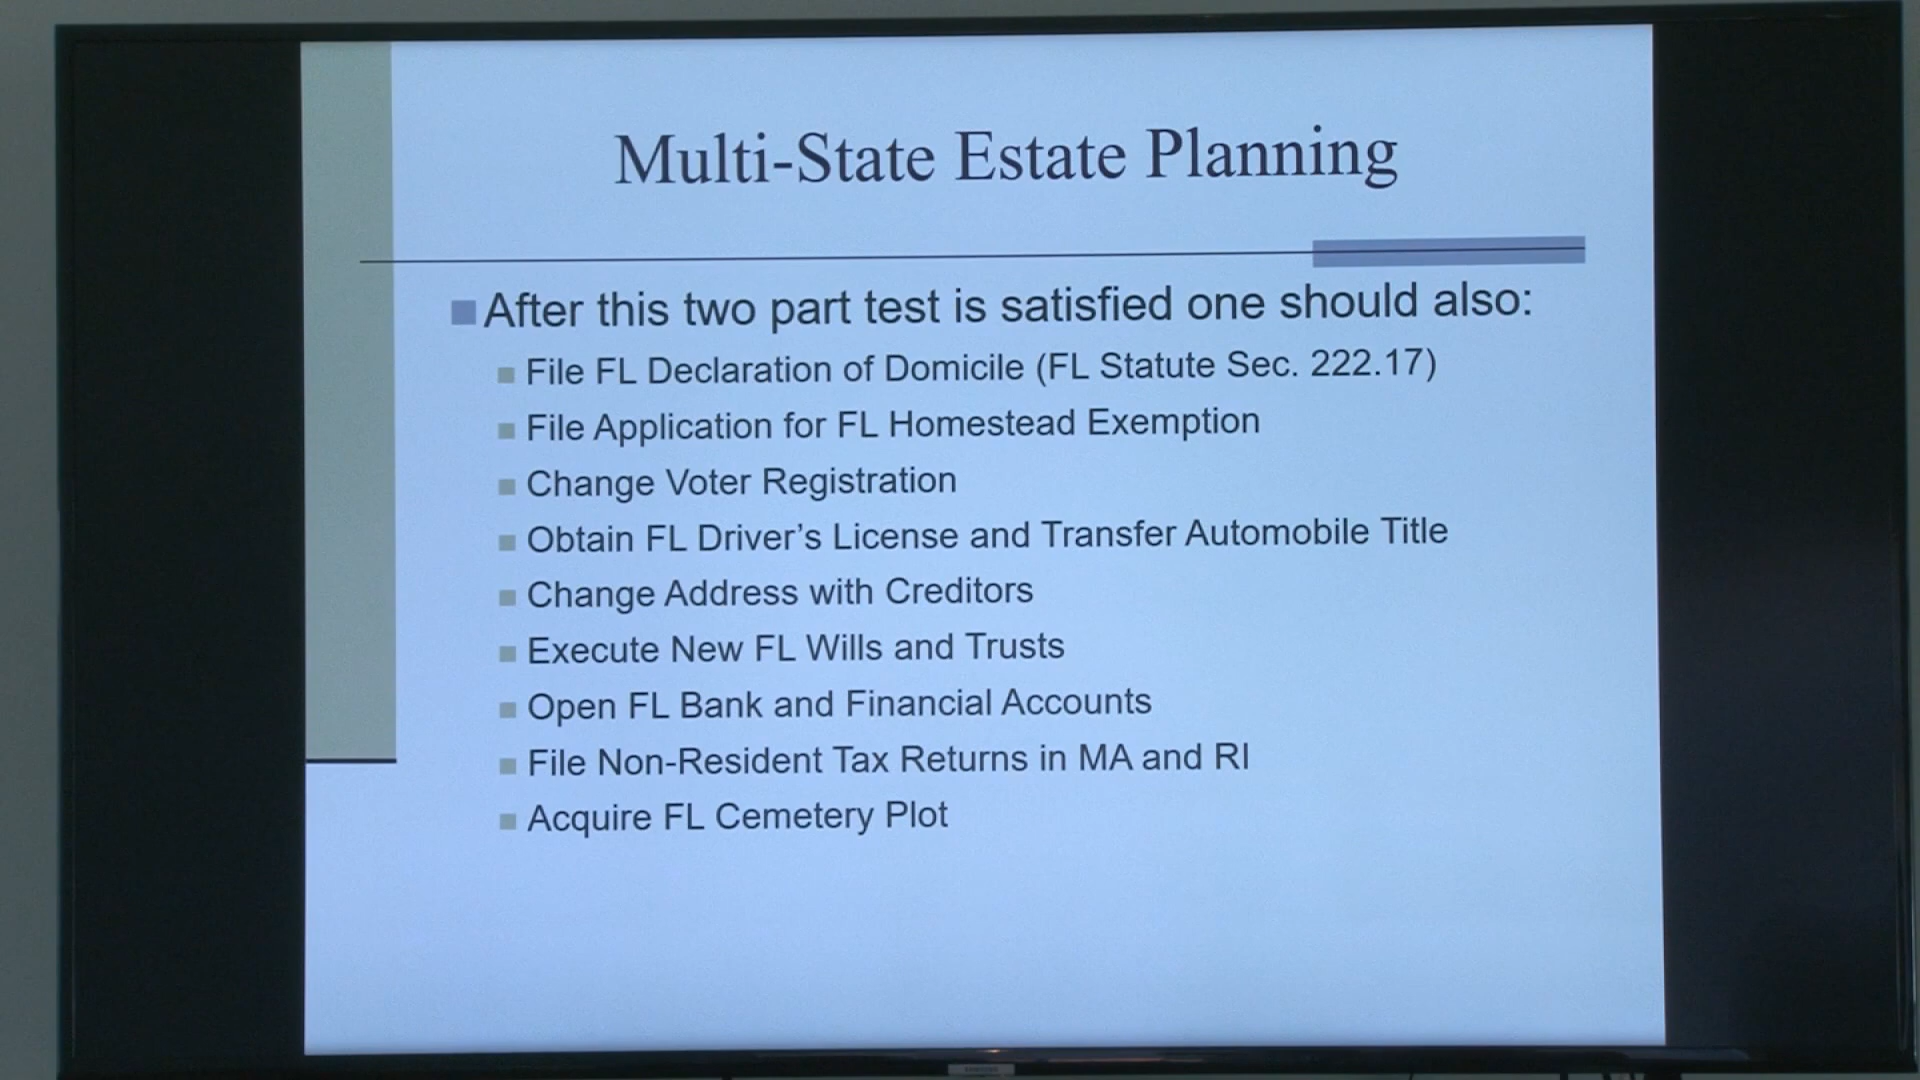 Multi-State Estate Planning
After this two part test is satisfied one should also:
File FL Declaration of Domicile (FL Statute Sec. 222.17)
File Application for FL Homestead Exemption
Change Voter Registration
Obtain FL Driver's License and Transfer Automobile Title
Change Address with Creditors
Execute New FL Wills and Trusts
Open FL Bank and Financial Accounts
File Non-Resident Tax Returns in MA and RI
Acquire FL Cemetery Plot
SAMSUNG